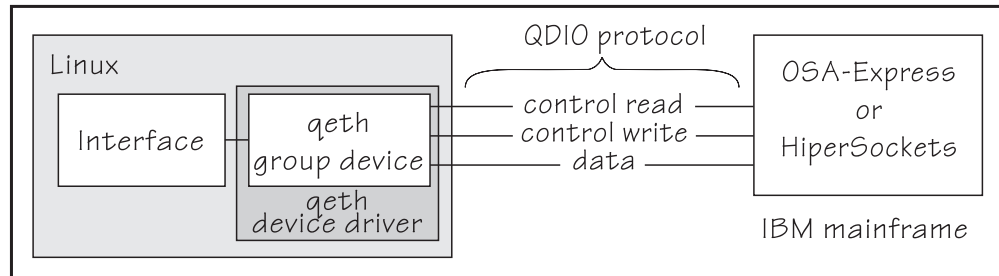 QDIO protocol
Linux
Interface
qeth
group device
qeth
device driver
control read
control write
data
OSA-Express
or
HiperSockets
IBM mainframe